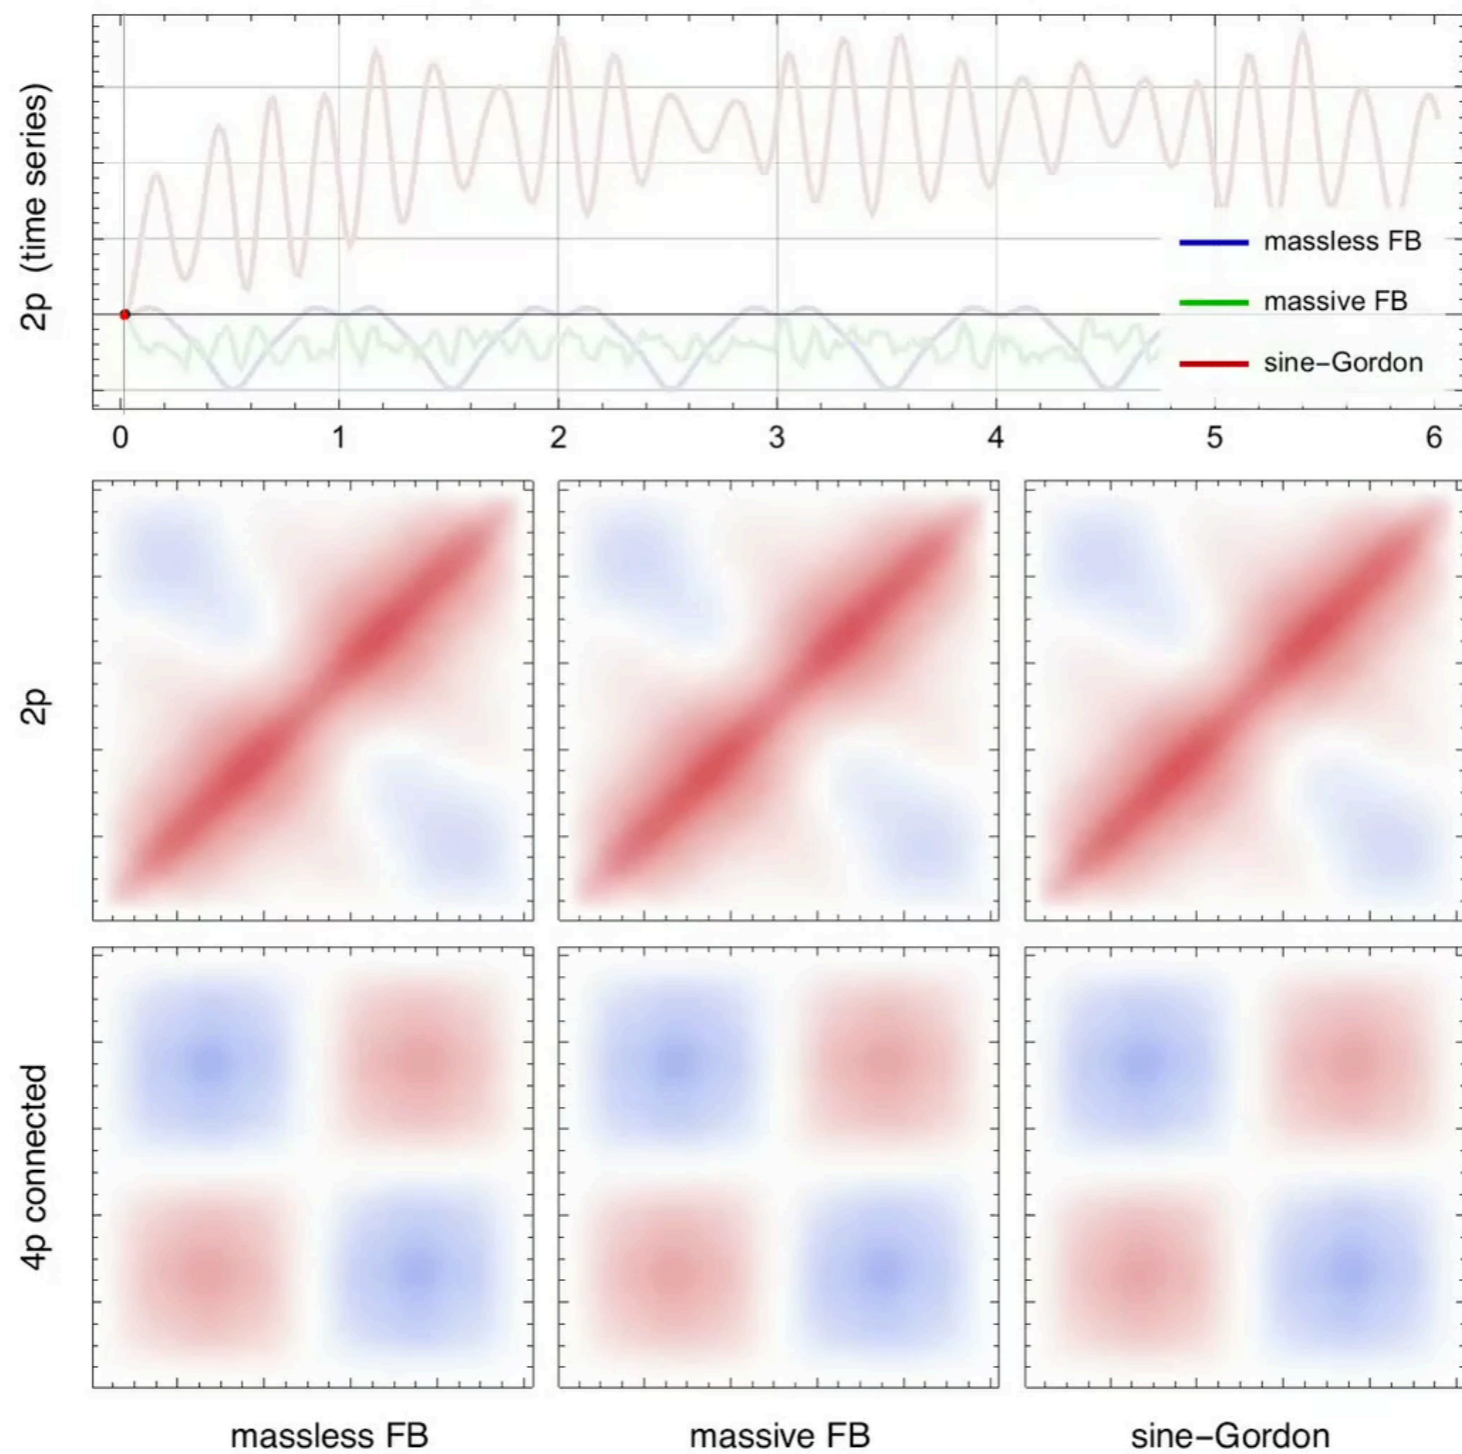 2p (time series)
massless FB
massive FB
sine−Gordon
0 1 2 3 4 5 6
2p
4p connected
massless FB massive FB sine−Gordon